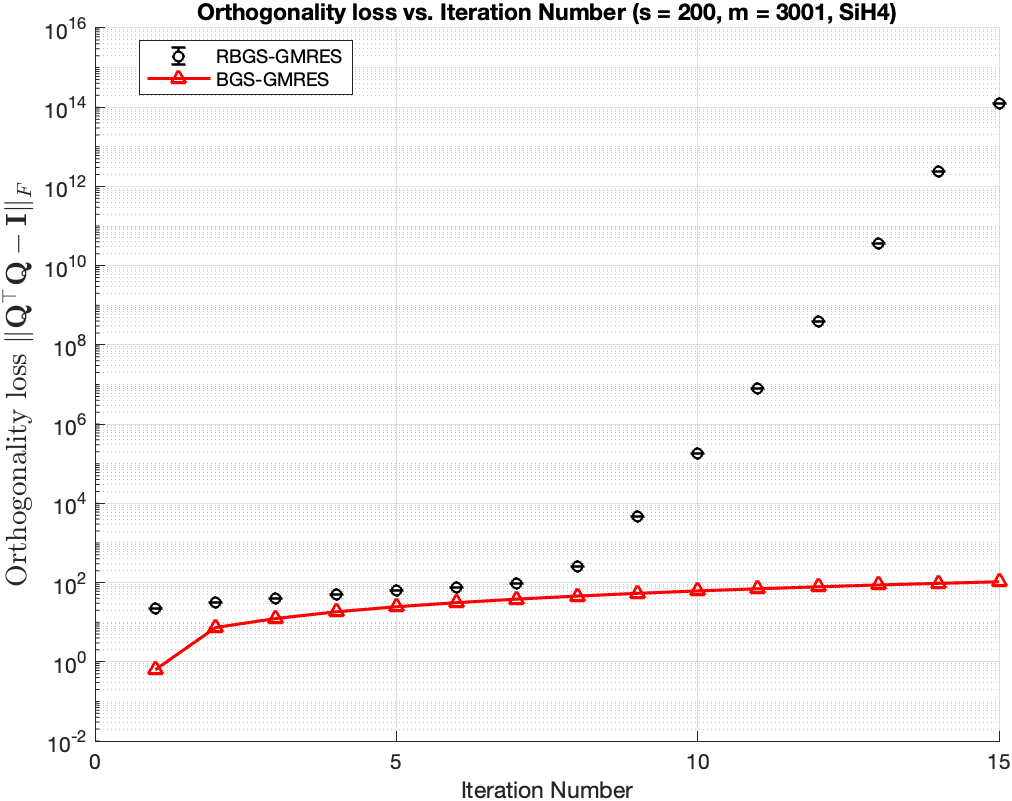 Orthogonality loss vs. Iteration Number (s = 200, m = 3001, SiH4)
RBGS-GMRES
BGS-GMRES
Orthogonality loss ||Q^⊤Q − I||_F
10^16
10^14
10^12
10^10
10^8
10^6
10^4
10^2
10^0
10^-2
0 5 10 15
Iteration Number